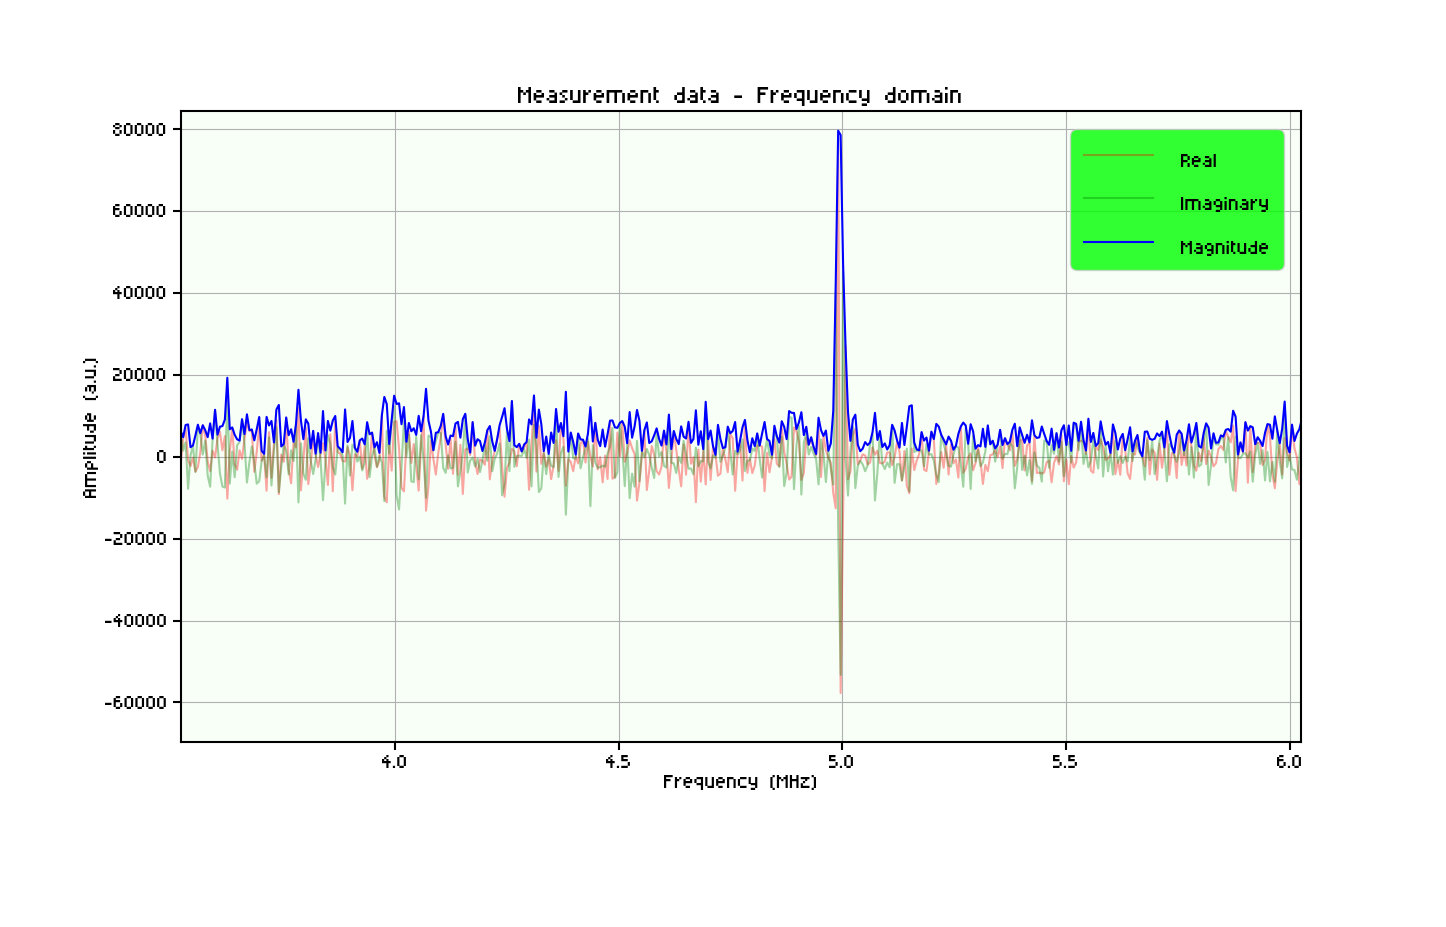 Measurement data - Frequency domain
80000
60000
40000
20000
0
-20000
-40000
-60000
Amplitude (a.u.)
Real
Imaginary
Magnitude
4.0 4.5 5.0 5.5 6.0
Frequency (MHz)